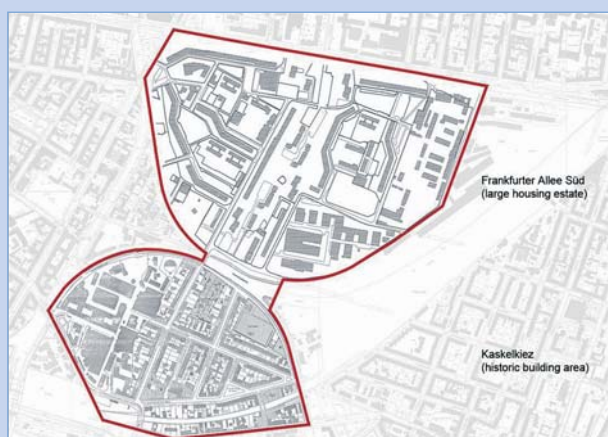 Frankfurter Allee Süd
(large housing estate)
Kaskelkiez
(historic building area)